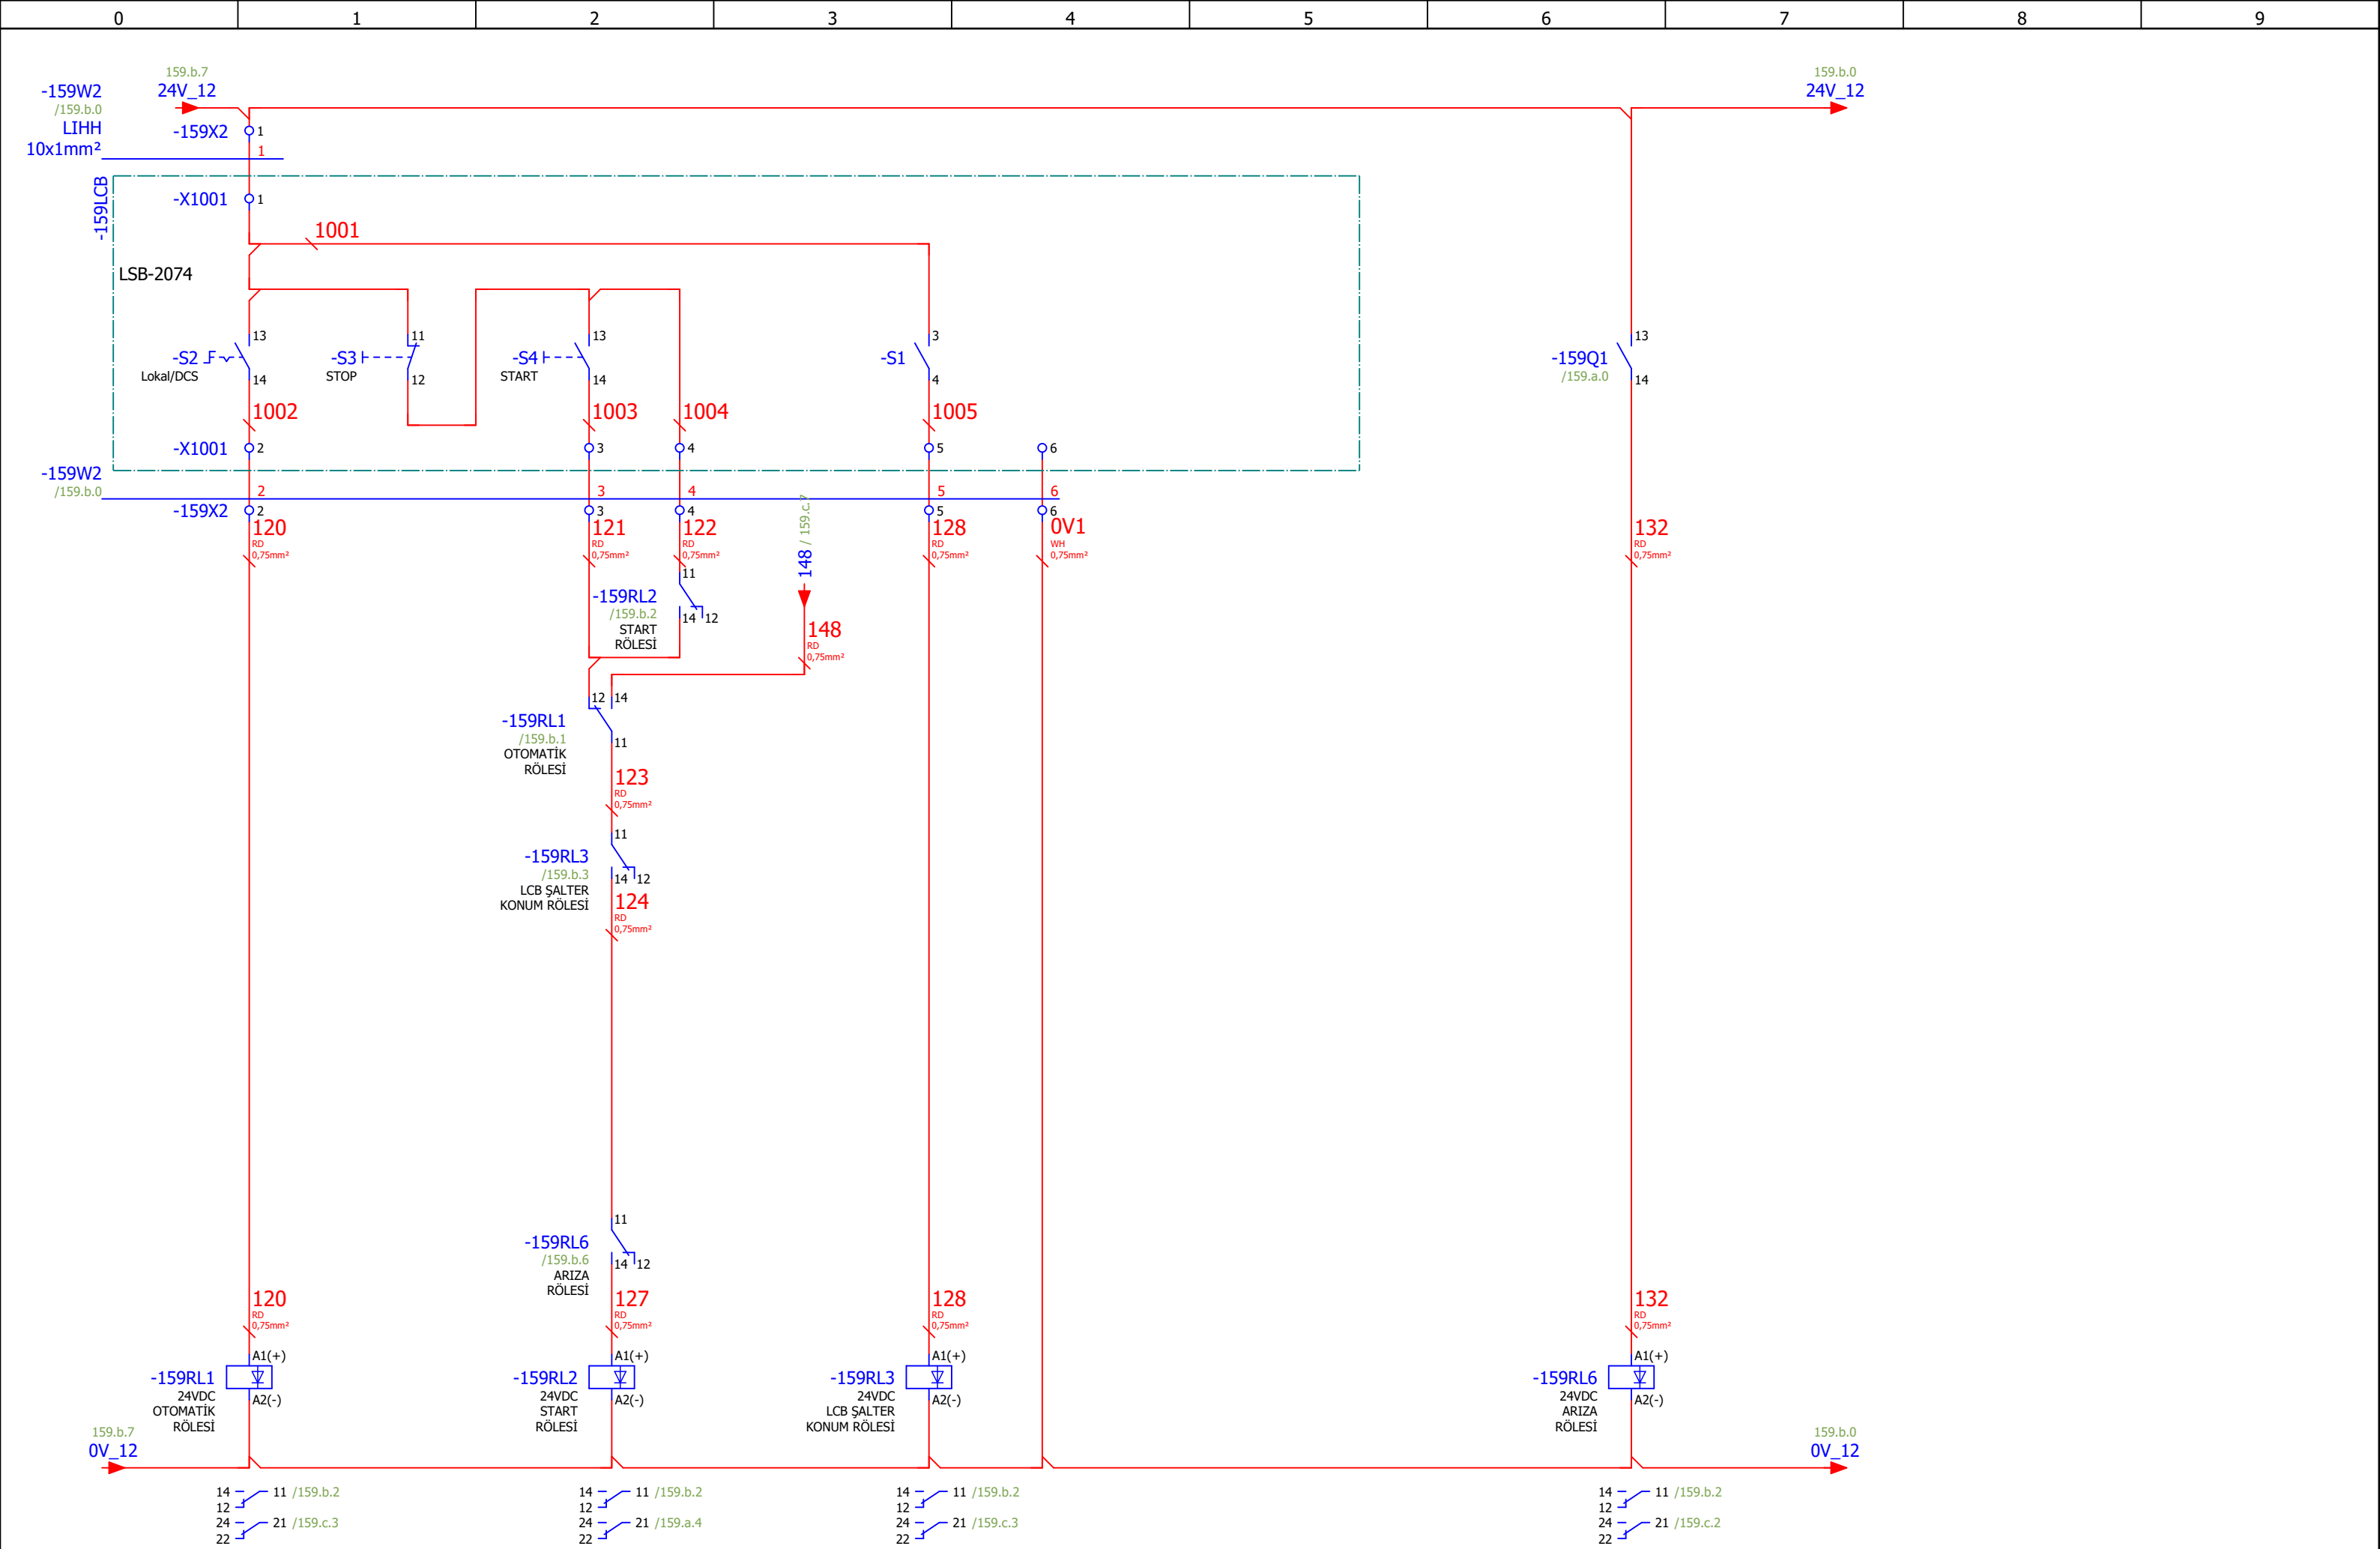 0 1 2 3 4 5 6 7 8 9
159.b.7
24V_12
159.b.0
24V_12
-159W2
/159.b.0
LIHH
10x1mm²
-159X2 1
1
-159LCB
-X1001 1
1001
LSB-2074
-S2
Lokal/DCS
13
14
-S3
STOP
11
12
-S4
START
13
14
-S1
3
4
-159Q1
/159.a.0
13
14
1002 1003 1004 1005
-X1001 2 3 4 5 6
-159W2
/159.b.0
2 3 4 5 6
-159X2 2 3 4 5 6
120
RD
0,75mm²
121
RD
0,75mm²
122
RD
0,75mm²
148 / 159.c.7
128
RD
0,75mm²
0V1
WH
0,75mm²
132
RD
0,75mm²
-159RL2
/159.b.2
START
RÖLESİ
11
14 12
148
RD
0,75mm²
-159RL1
/159.b.1
OTOMATİK
RÖLESİ
12 14
11
123
RD
0,75mm²
-159RL3
/159.b.3
LCB ŞALTER
KONUM RÖLESİ
11
14 12
124
RD
0,75mm²
-159RL6
/159.b.6
ARIZA
RÖLESİ
11
14 12
120
RD
0,75mm²
127
RD
0,75mm²
128
RD
0,75mm²
132
RD
0,75mm²
-159RL1
24VDC
OTOMATİK
RÖLESİ
A1(+)
A2(-)
-159RL2
24VDC
START
RÖLESİ
A1(+)
A2(-)
-159RL3
24VDC
LCB ŞALTER
KONUM RÖLESİ
A1(+)
A2(-)
-159RL6
24VDC
ARIZA
RÖLESİ
A1(+)
A2(-)
159.b.7
0V_12
159.b.0
0V_12
14 11 /159.b.2
12
24 21 /159.c.3
22
14 11 /159.b.2
12
24 21 /159.a.4
22
14 11 /159.b.2
12
24 21 /159.c.3
22
14 11 /159.b.2
12
24 21 /159.c.2
22